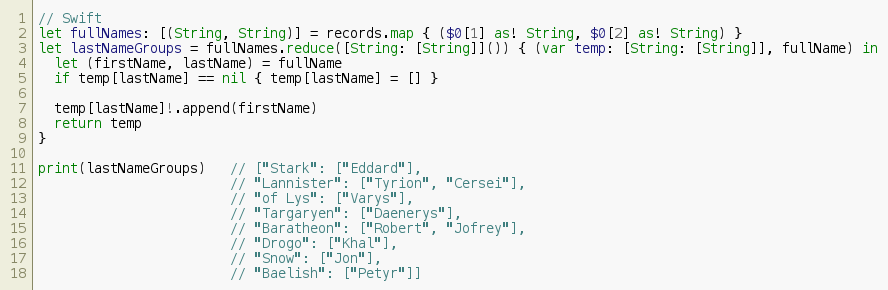 1 // Swift
2 let fullNames: [(String, String)] = records.map { ($0[1] as! String, $0[2] as! String) }
3 let lastNameGroups = fullNames.reduce([String: [String]]()) { (var temp: [String: [String]], fullName) in
4   let (firstName, lastName) = fullName
5   if temp[lastName] == nil { temp[lastName] = [] }
6
7   temp[lastName]!.append(firstName)
8   return temp
9 }
10
11 print(lastNameGroups)   // ["Stark": ["Eddard"],
12                         // "Lannister": ["Tyrion", "Cersei"],
13                         // "of Lys": ["Varys"],
14                         // "Targaryen": ["Daenerys"],
15                         // "Baratheon": ["Robert", "Jofrey"],
16                         // "Drogo": ["Khal"],
17                         // "Snow": ["Jon"],
18                         // "Baelish": ["Petyr"]]